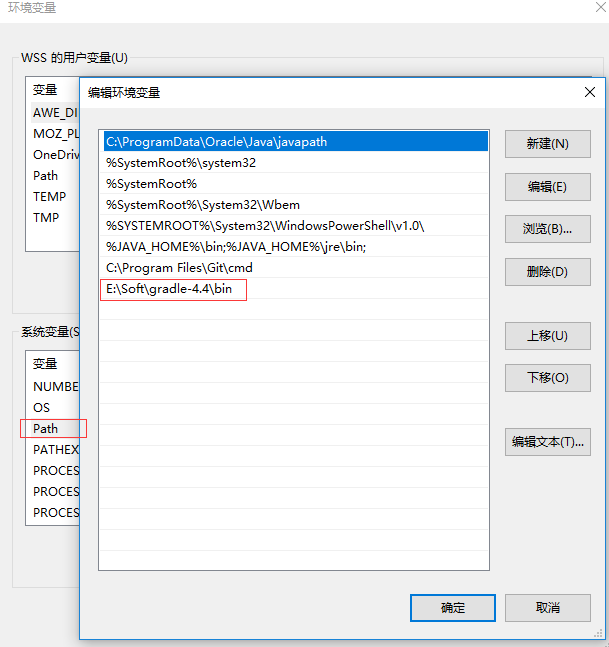 环境变量
WSS 的用户变量(U)
变量
AWE_DI
MOZ_PL
OneDriv
Path
TEMP
TMP
系统变量(S
变量
NUMBE
OS
Path
PATHEX
PROCES
PROCES
PROCES
编辑环境变量
C:\ProgramData\Oracle\Java\javapath
%SystemRoot%\system32
%SystemRoot%
%SystemRoot%\System32\Wbem
%SYSTEMROOT%\System32\WindowsPowerShell\v1.0\
%JAVA_HOME%\bin;%JAVA_HOME%\jre\bin;
C:\Program Files\Git\cmd
E:\Soft\gradle-4.4\bin
新建(N)
编辑(E)
浏览(B)...
删除(D)
上移(U)
下移(O)
编辑文本(T)...
确定
取消